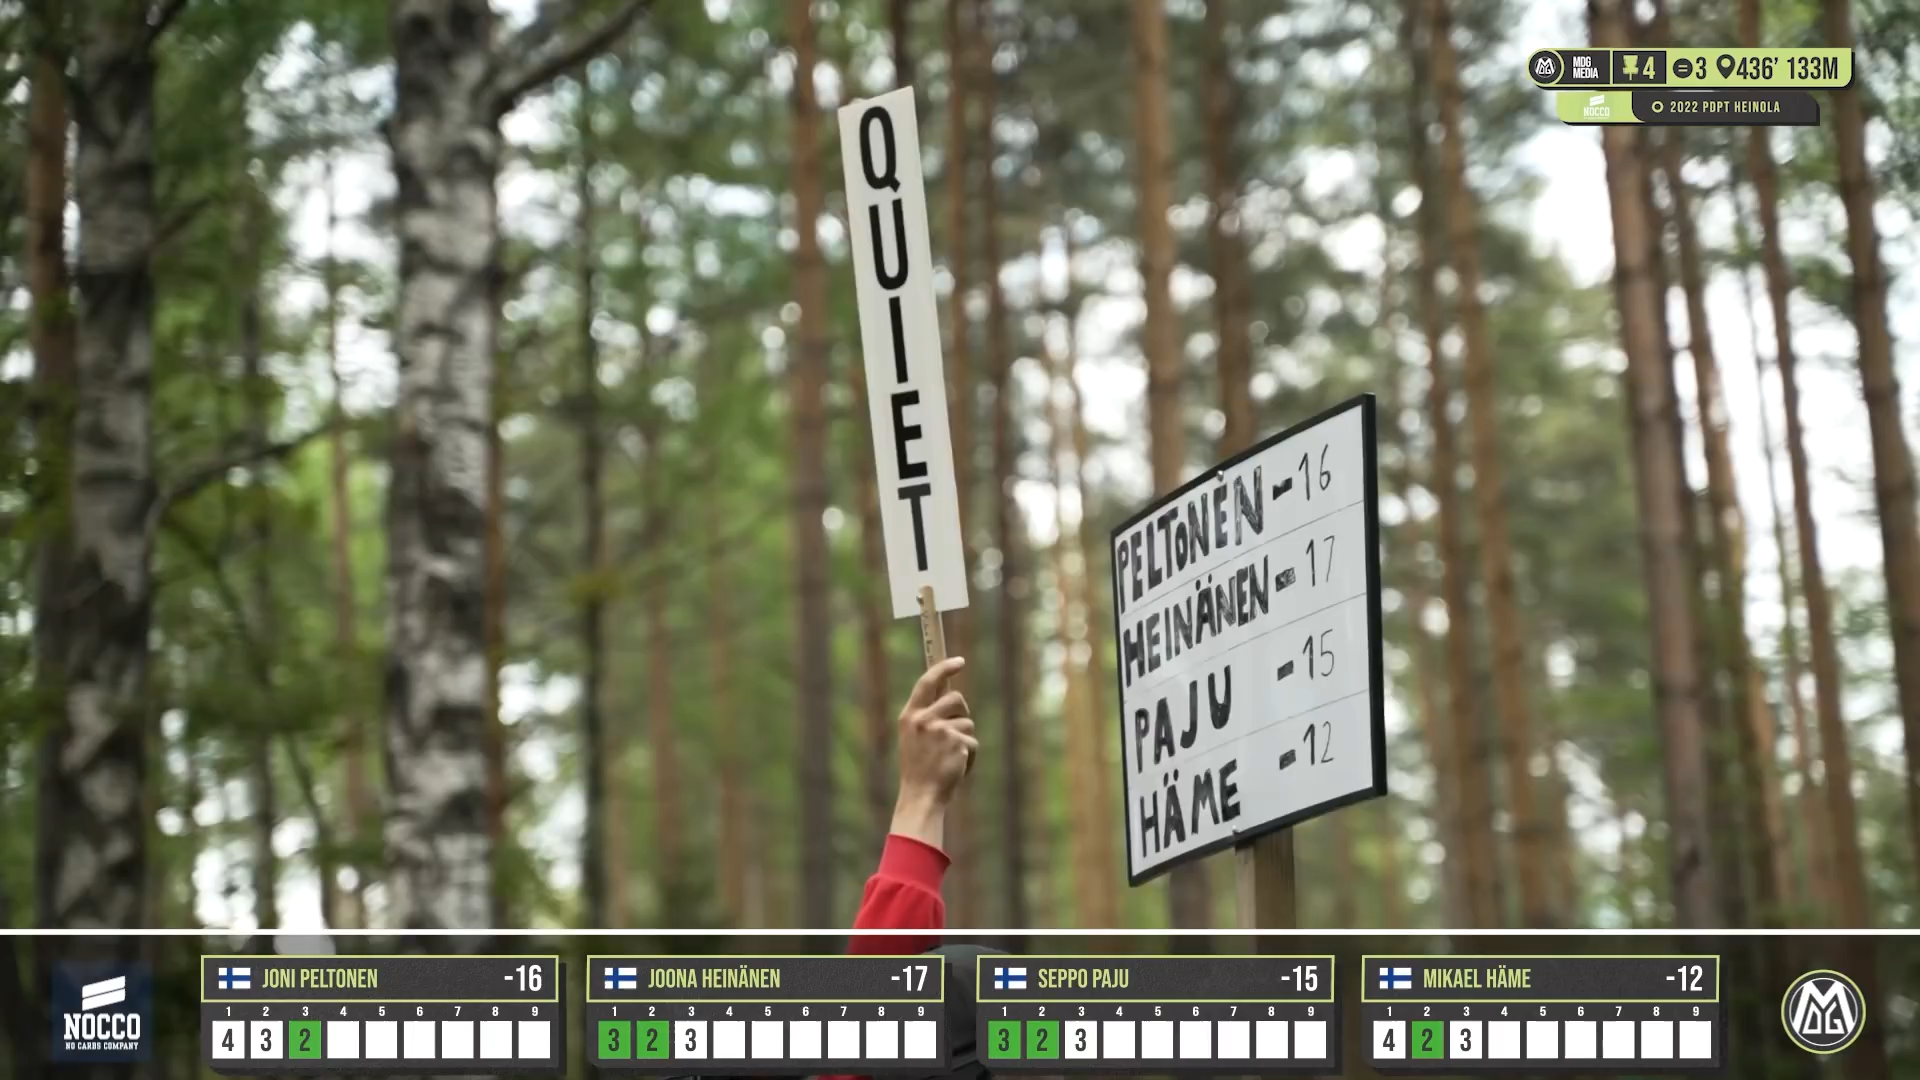 MDG MEDIA 4 =3 436' 133M
NOCCO 2022 PDPT HEINOLA
QUIET
PELTONEN -16
HEINÄNEN -17
PAJU -15
HÄME -12
NOCCO
NO CARBS COMPANY
JONI PELTONEN -16
1 2 3 4 5 6 7 8 9
4 3 2
JOONA HEINÄNEN -17
1 2 3 4 5 6 7 8 9
3 2 3
SEPPO PAJU -15
1 2 3 4 5 6 7 8 9
3 2 3
MIKAEL HÄME -12
1 2 3 4 5 6 7 8 9
4 2 3
MDG